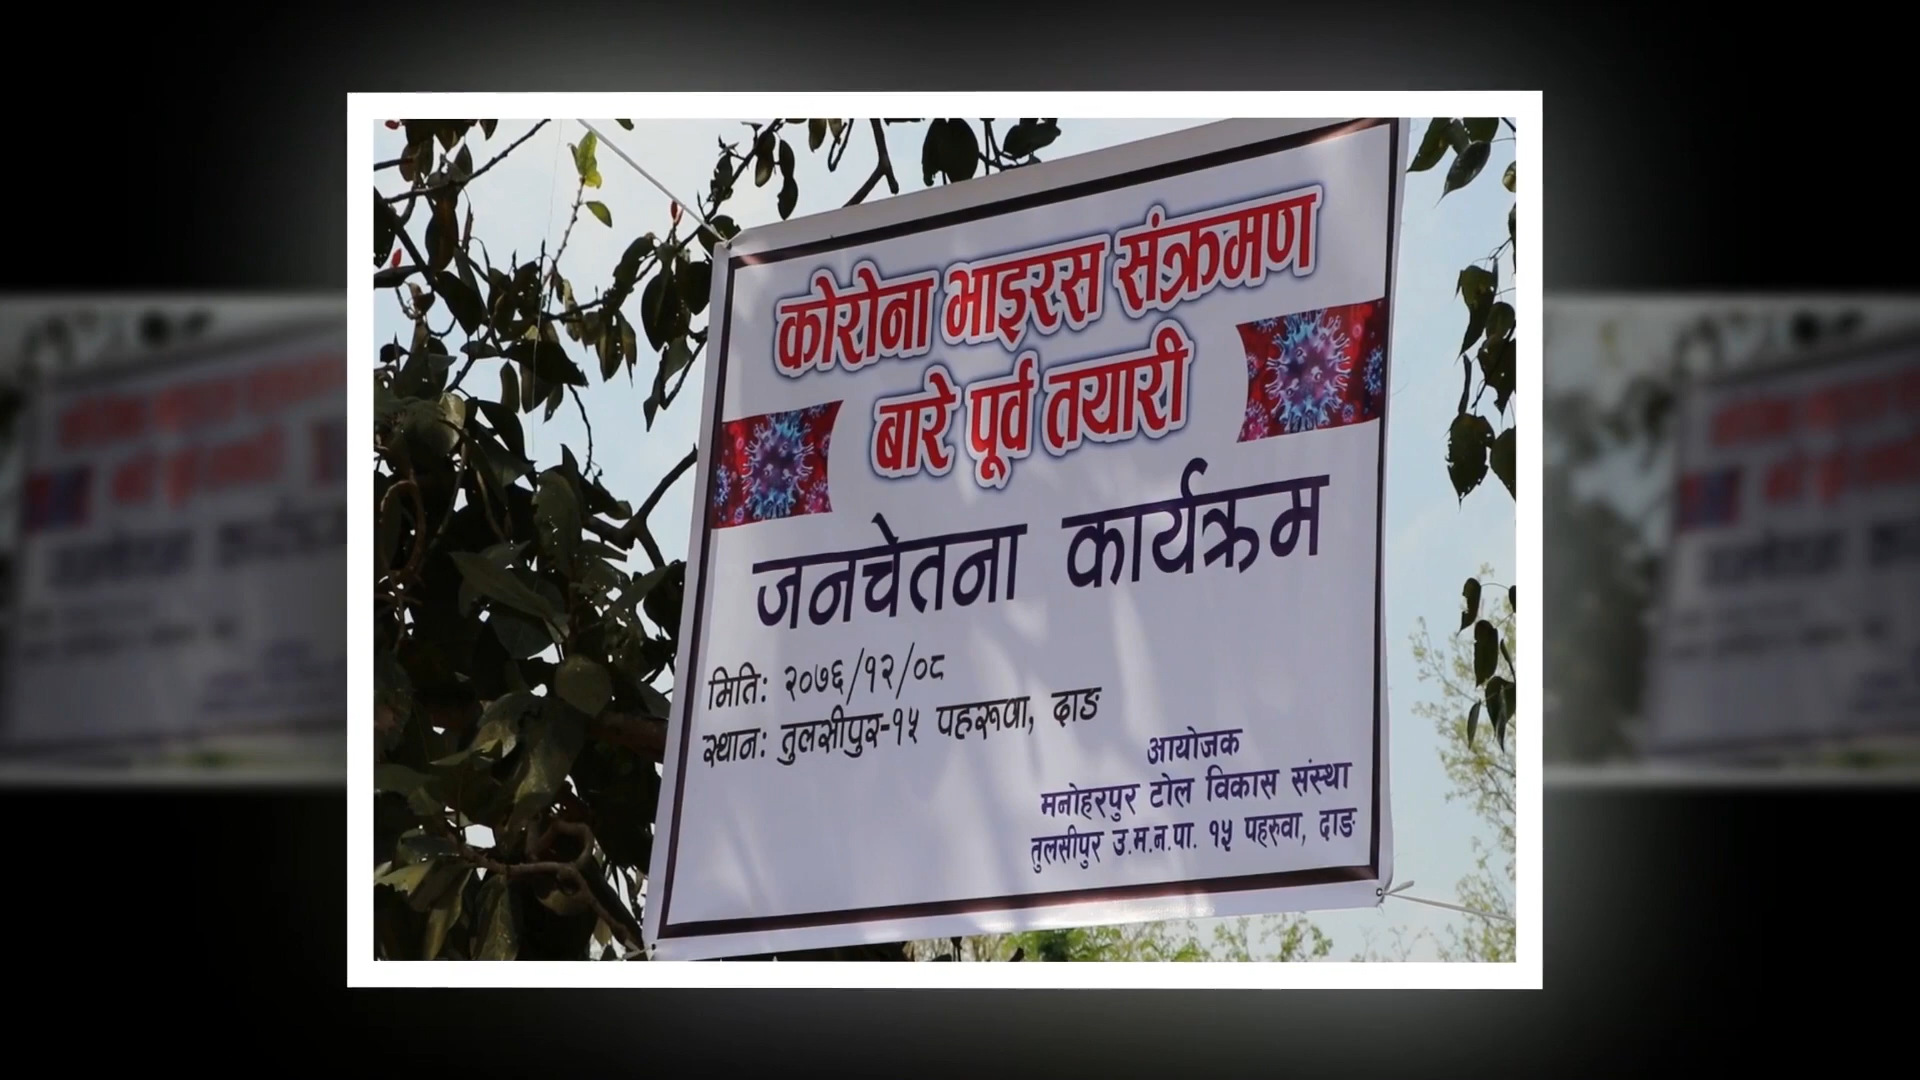 कोरोना भाइरस संक्रमण
बारे पूर्व तयारी
जनचेतना कार्यक्रम
मिति: २०७६/१२/०८
स्थान: तुलसीपुर-१५ पहरूवा, दाङ
आयोजक
मनोहरपुर टोल विकास संस्था
तुलसीपुर उ.म.न.पा. १५ पहरुवा, दाङ